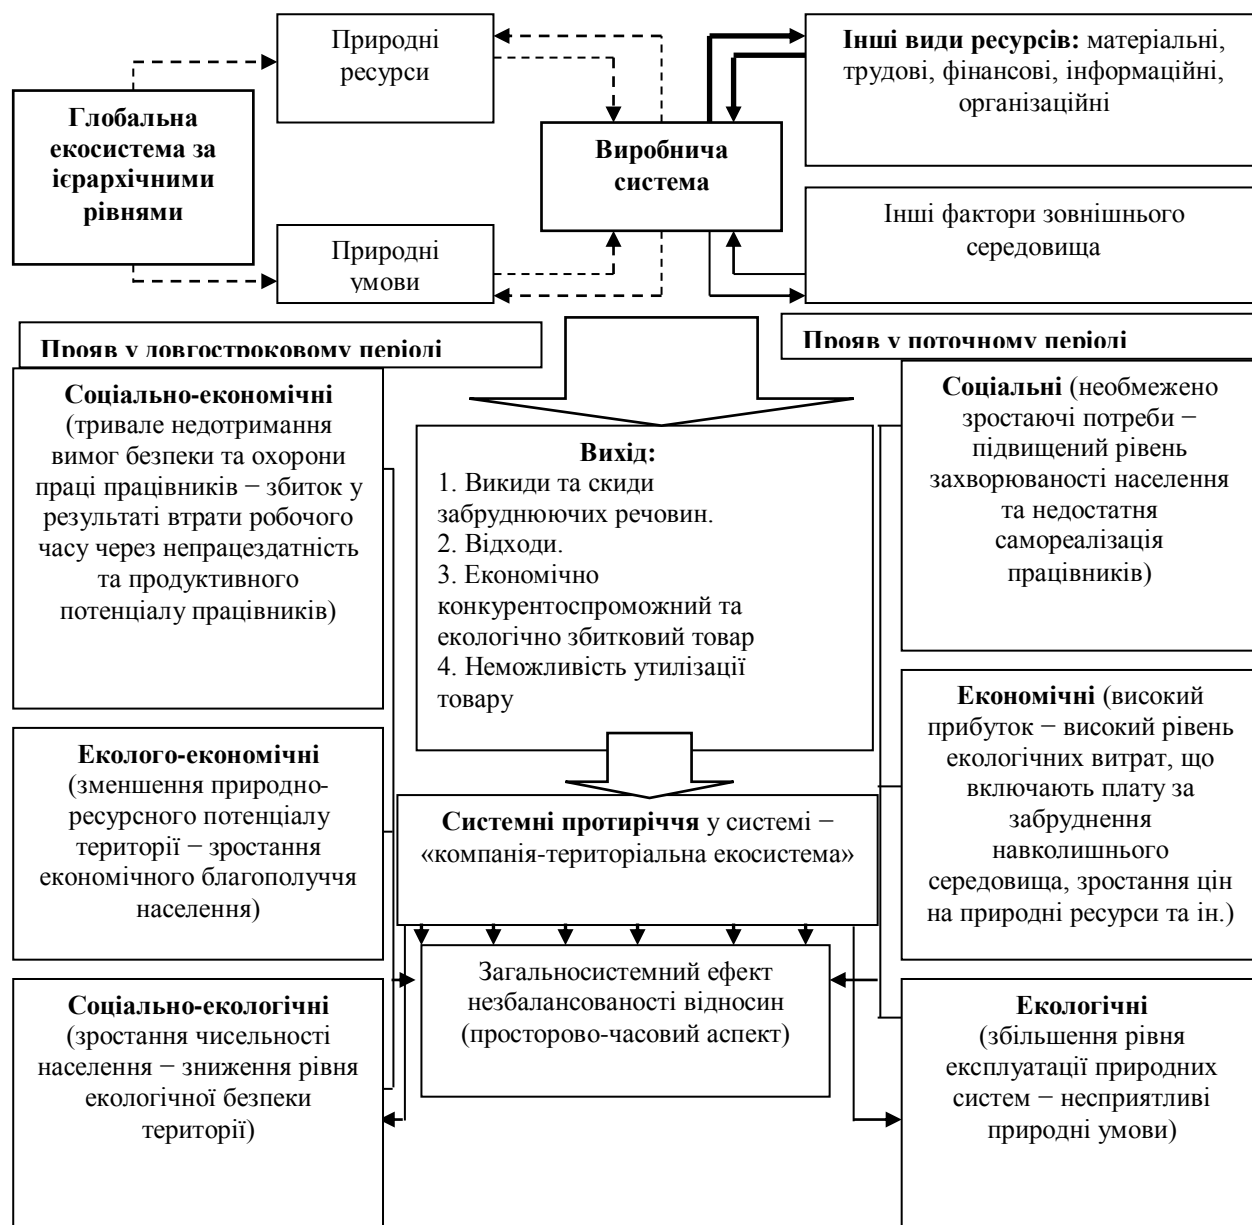 Природні
ресурси
Інші види ресурсів: матеріальні,
трудові, фінансові, інформаційні,
організаційні
Глобальна
екосистема за
ієрархічними
рівнями
Виробнича
система
Природні
умови
Інші фактори зовнішнього
середовища
Прояв у довгостроковому періоді
Прояв у поточному періоді
Соціально-економічні
(тривале недотримання
вимог безпеки та охорони
праці працівників − збиток у
результаті втрати робочого
часу через непрацездатність
та продуктивного
потенціалу працівників)
Вихід:
1. Викиди та скиди
забруднюючих речовин.
2. Відходи.
3. Економічно
конкурентоспроможний та
екологічно збитковий товар
4. Неможливість утилізації
товару
Соціальні (необмежено
зростаючі потреби −
підвищений рівень
захворюваності населення
та недостатня
самореалізація
працівників)
Еколого-економічні
(зменшення природно-
ресурсного потенціалу
території − зростання
економічного благополуччя
населення)
Системні протиріччя у системі −
«компанія-територіальна екосистема»
Економічні (високий
прибуток − високий рівень
екологічних витрат, що
включають плату за
забруднення
навколишнього
середовища, зростання цін
на природні ресурси та ін.)
Соціально-екологічні
(зростання чисельності
населення − зниження рівня
екологічної безпеки
території)
Загальносистемний ефект
незбалансованості відносин
(просторово-часовий аспект)
Екологічні
(збільшення рівня
експлуатації природних
систем − несприятливі
природні умови)